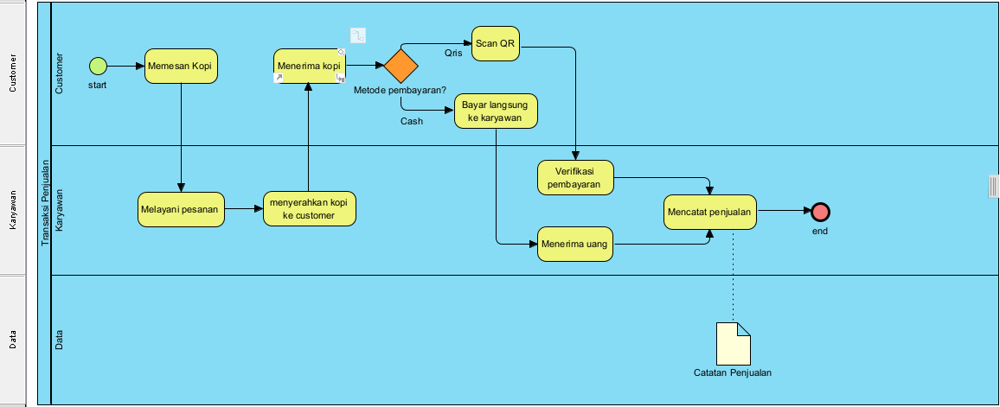 Customer
Karyawan
Data
Transaksi Penjualan
Customer
Karyawan
Data
start
Memesan Kopi
Menerima kopi
Metode pembayaran?
Qris
Scan QR
Cash
Bayar langsung
ke karyawan
Melayani pesanan
menyerahkan kopi
ke customer
Verifikasi
pembayaran
Menerima uang
Mencatat penjualan
end
Catatan Penjualan